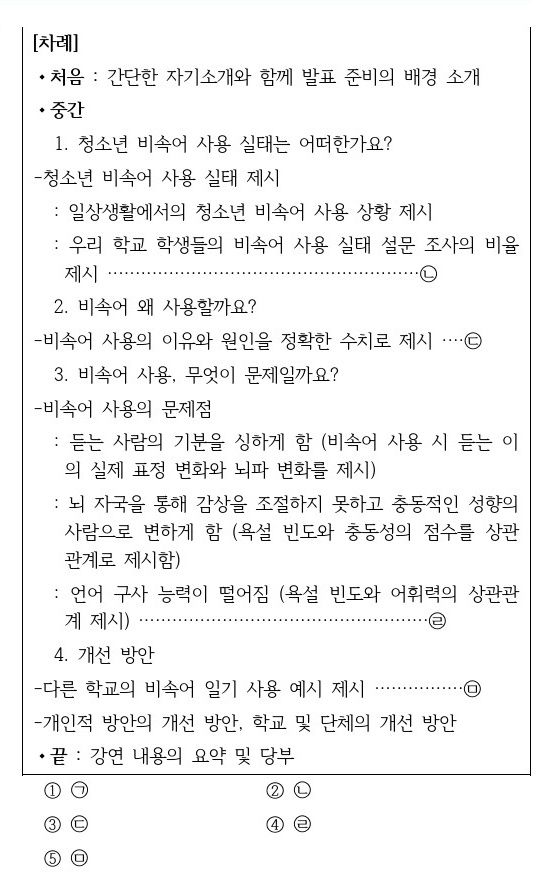 [차례]
• 처음 : 간단한 자기소개와 함께 발표 준비의 배경 소개
• 중간
1. 청소년 비속어 사용 실태는 어떠한가요?
-청소년 비속어 사용 실태 제시
: 일상생활에서의 청소년 비속어 사용 상황 제시
: 우리 학교 학생들의 비속어 사용 실태 설문 조사의 비율
제시 ························································㉡
2. 비속어 왜 사용할까요?
-비속어 사용의 이유와 원인을 정확한 수치로 제시 ····㉢
3. 비속어 사용, 무엇이 문제일까요?
-비속어 사용의 문제점
: 듣는 사람의 기분을 싱하게 함 (비속어 사용 시 듣는 이
의 실제 표정 변화와 뇌파 변화를 제시)
: 뇌 자국을 통해 감상을 조절하지 못하고 충동적인 성향의
사람으로 변하게 함 (욕설 빈도와 충동성의 점수를 상관
관계로 제시함)
: 언어 구사 능력이 떨어짐 (욕설 빈도와 어휘력의 상관관
계 제시) ····················································㉣
4. 개선 방안
-다른 학교의 비속어 일기 사용 예시 제시 ················㉤
-개인적 방안의 개선 방안, 학교 및 단체의 개선 방안
• 끝 : 강연 내용의 요약 및 당부
① ㉠ ② ㉡
③ ㉢ ④ ㉣
⑤ ㉤